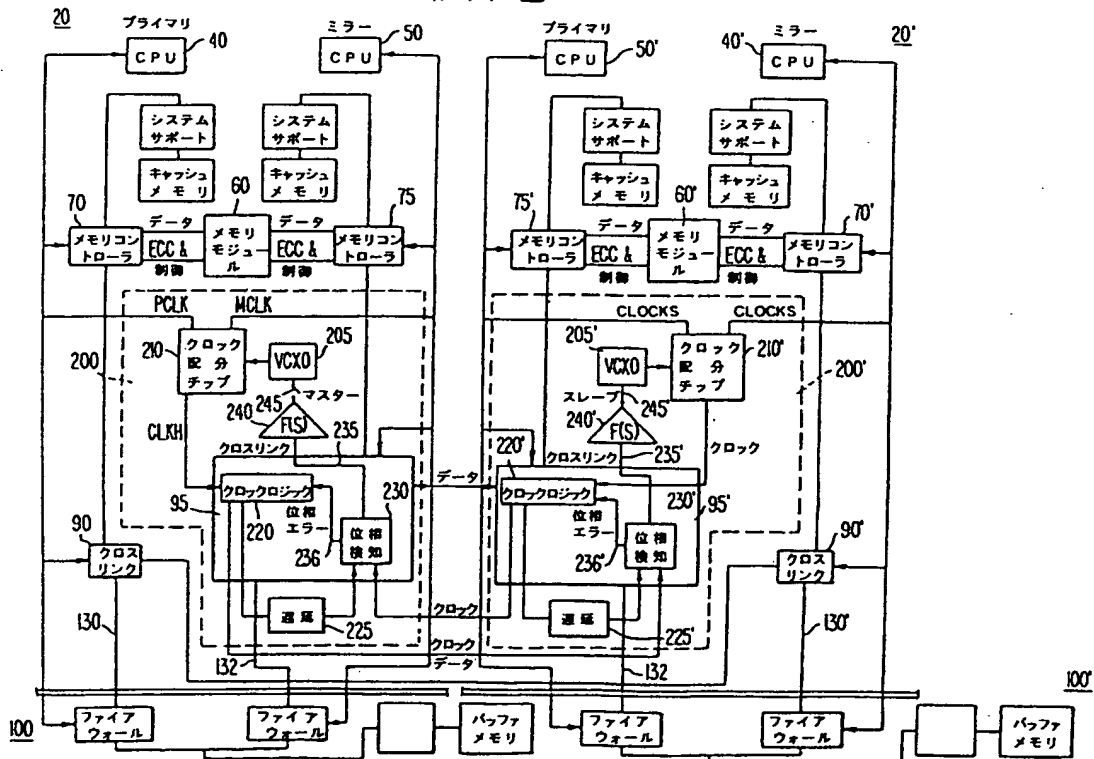 20
プライマリ
CPU
40
ミラー
CPU
50
プライマリ
CPU
50'
ミラー
CPU
40'
20'
システム
サポート
キャッシュ
メモリ
システム
サポート
キャッシュ
メモリ
システム
サポート
キャッシュ
メモリ
システム
サポート
キャッシュ
メモリ
70
メモリコン
トローラ
データ
ECC &
制御
60
メモリ
モジュー
ル
データ
ECC &
制御
75
メモリコン
トローラ
75'
メモリコン
トローラ
データ
ECC &
制御
60'
メモリ
モジュー
ル
データ
ECC &
制御
70'
メモリコン
トローラ
PCLK
MCLK
200
210
クロック
配分
チップ
205
VCXO
245
マスター
240
F(S)
CLKH
クロスリンク
235
95
クロックロジック
220
位相
エラー
236
230
位相
検知
遅延
225
CLOCKS
CLOCKS
205'
VCXO
クロック
配分
チップ
210'
200'
スレーブ
245'
240'
F(S)
クロスリンク
235'
クロック
データ
220'
クロックロジック
位相
エラー
236'
230'
位相
検知
95'
遅延
225'
90
クロス
リンク
90'
クロス
リンク
クロック
クロック
データ
130
132
132
130'
100
ファイア
ウォール
ファイア
ウォール
バッファ
メモリ
ファイア
ウォール
ファイア
ウォール
バッファ
メモリ
100'